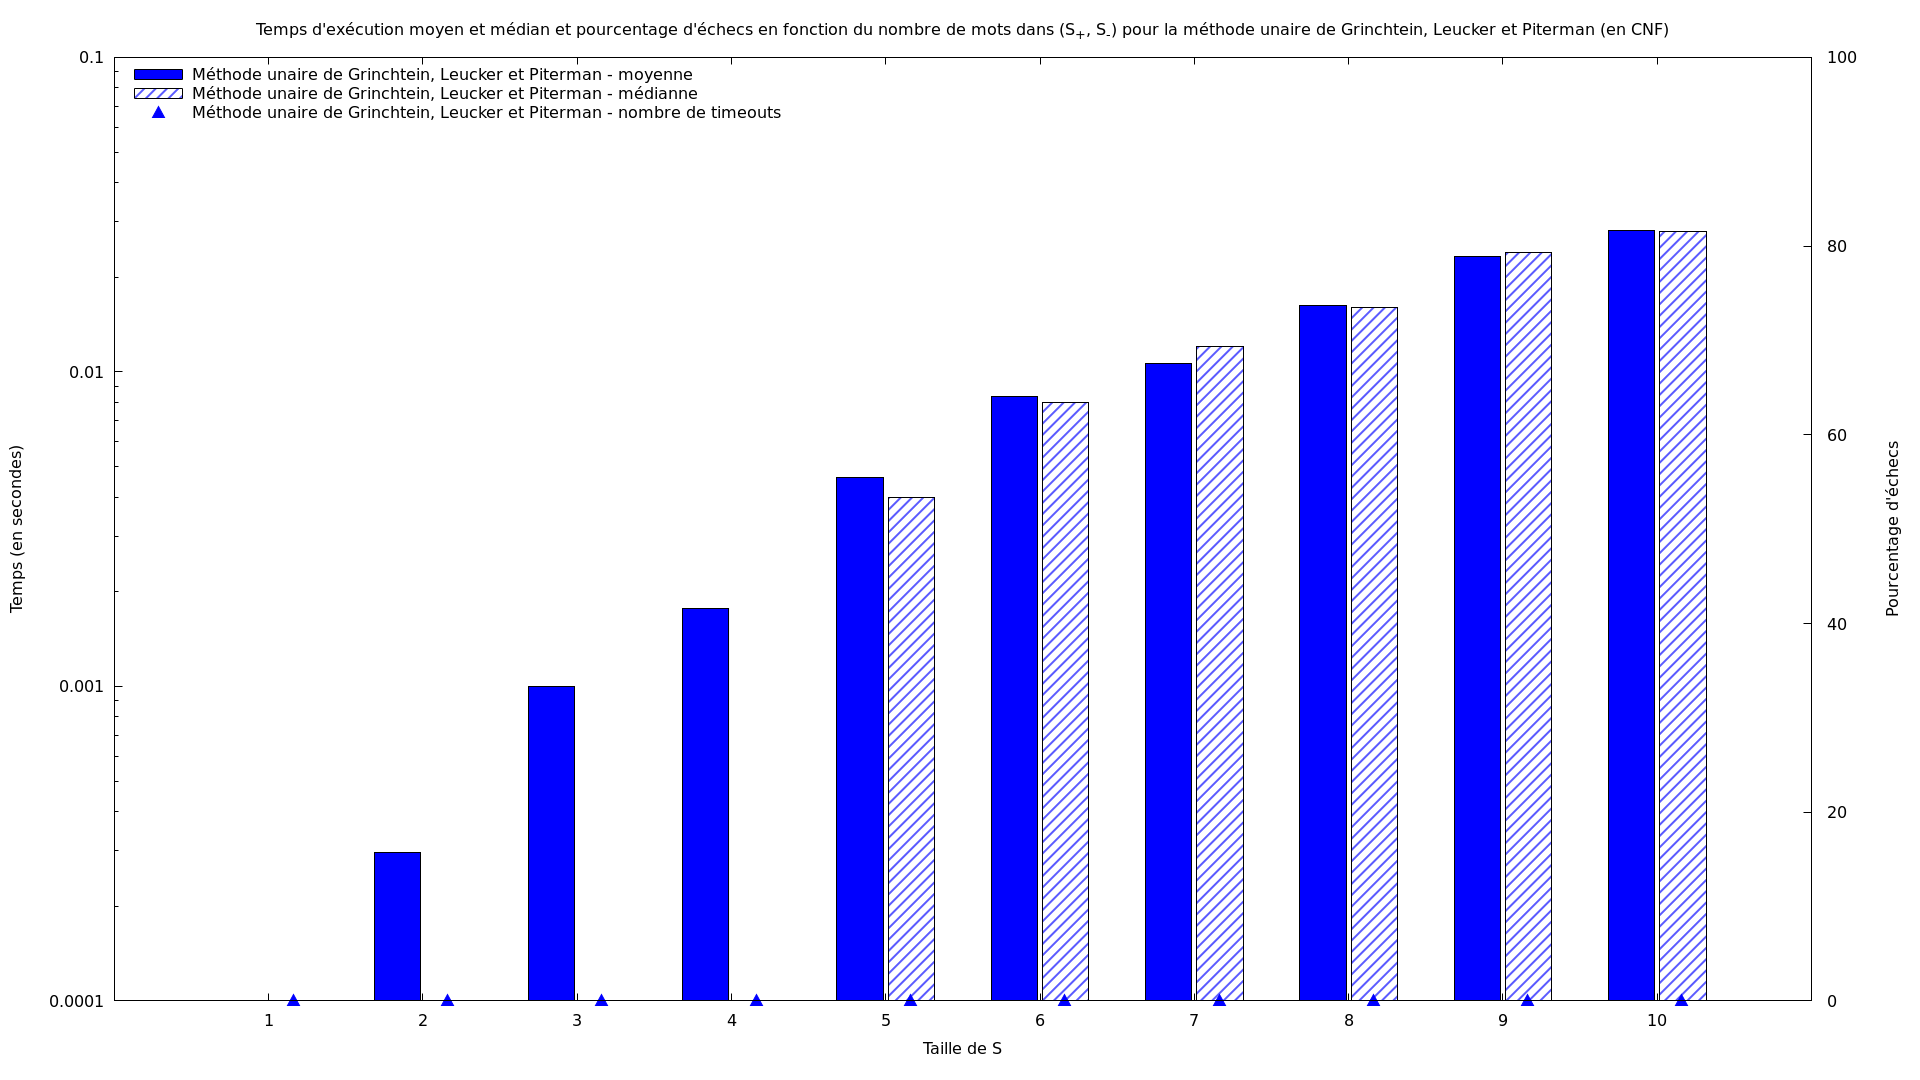 Temps d'exécution moyen et médian et pourcentage d'échecs en fonction du nombre de mots dans (S+, S-) pour la méthode unaire de Grinchtein, Leucker et Piterman (en CNF)
Méthode unaire de Grinchtein, Leucker et Piterman - moyenne
Méthode unaire de Grinchtein, Leucker et Piterman - médianne
Méthode unaire de Grinchtein, Leucker et Piterman - nombre de timeouts
Temps (en secondes)
0.1
0.01
0.001
0.0001
100
80
60
40
20
0
Pourcentage d'échecs
1 2 3 4 5 6 7 8 9 10
Taille de S